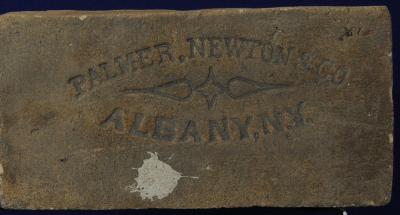 PALMER, NEWTON & CO
ALBANY, N.Y.